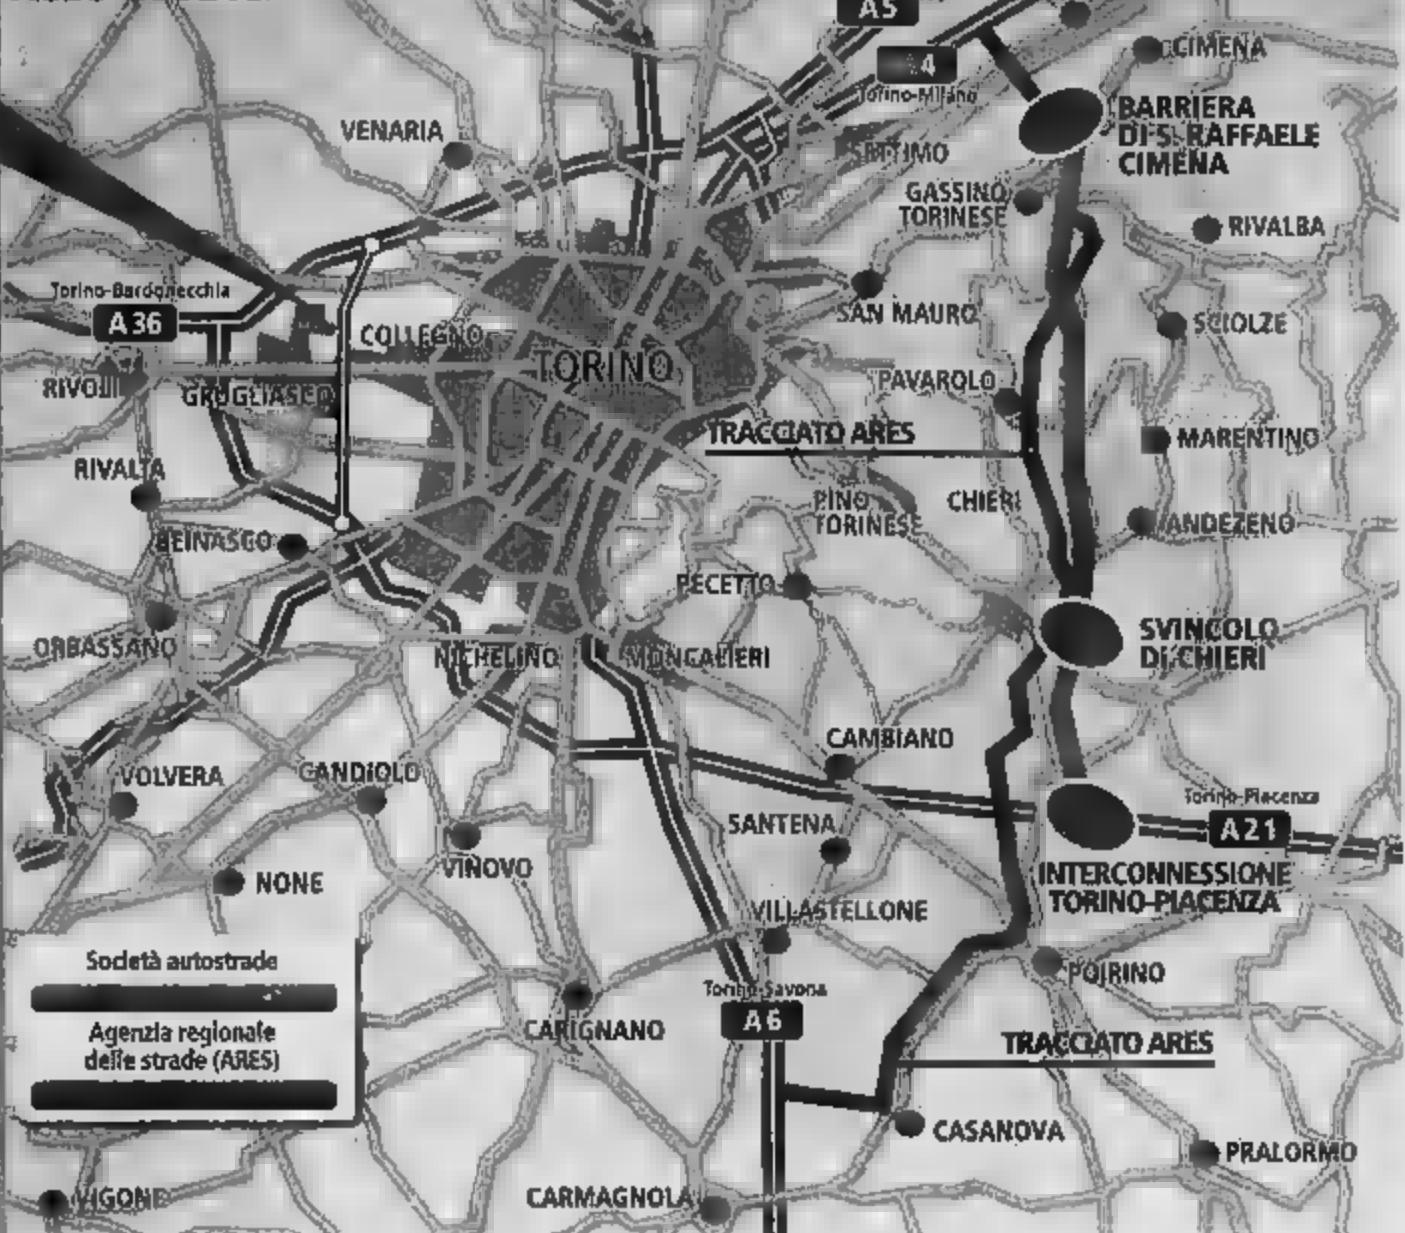 A5
CIMENA
Torino-Milano
BARRIERA
DI S. RAFFAELE
CIMENA
VENARIA
SETTIMO
GASSINO
TORINESE
RIVALBA
Torino-Bardonecchia
A36
COLLEGNO
SAN MAURO
SCIOLZE
TORINO
RIVOLI
GRUGLIASCO
PAVAROLO
TRACCIATO ARES
MARENTINO
RIVALTA
PINO
TORINESE
CHIERI
ANDEZENO
BEINASCO
PECETTO
ORBASSANO
NICHELINO
MONCALIERI
SVINCOLO
DI CHIERI
CAMBIANO
VOLVERA
CANDIOLO
Torino-Piacenza
A21
SANTENA
VINOVO
NONE
INTERCONNESSIONE
TORINO-PIACENZA
VILLASTELLONE
Società autostrade
POIRINO
Torino-Savona
A6
Agenzia regionale
delle strade (ARES)
CARIGNANO
TRACCIATO ARES
CASANOVA
PRALORMO
VIGONE
CARMAGNOLA